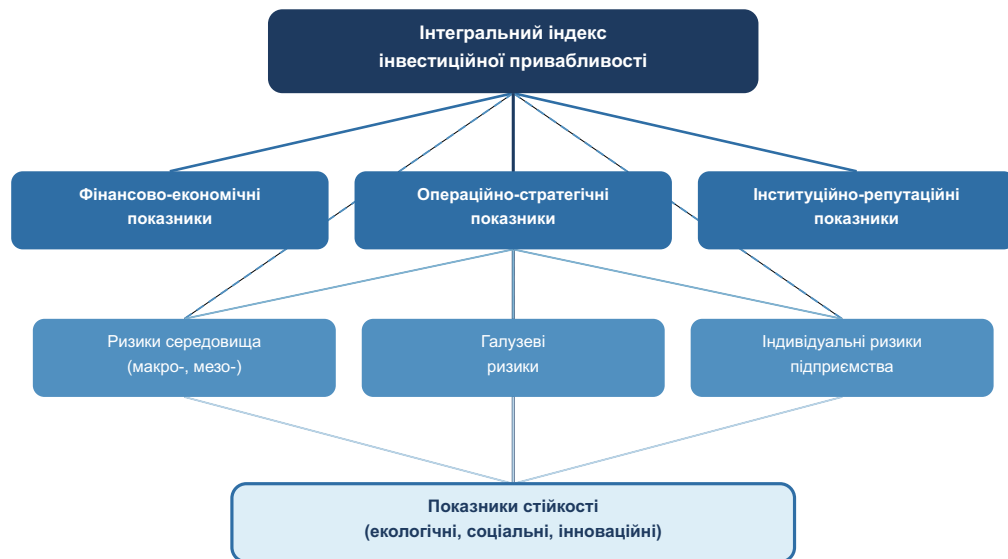 Інтегральний індекс
інвестиційної привабливості
Фінансово-економічні
показники
Операційно-стратегічні
показники
Інституційно-репутаційні
показники
Ризики середовища
(макро-, мезо-)
Галузеві
ризики
Індивідуальні ризики
підприємства
Показники стійкості
(екологічні, соціальні, інноваційні)